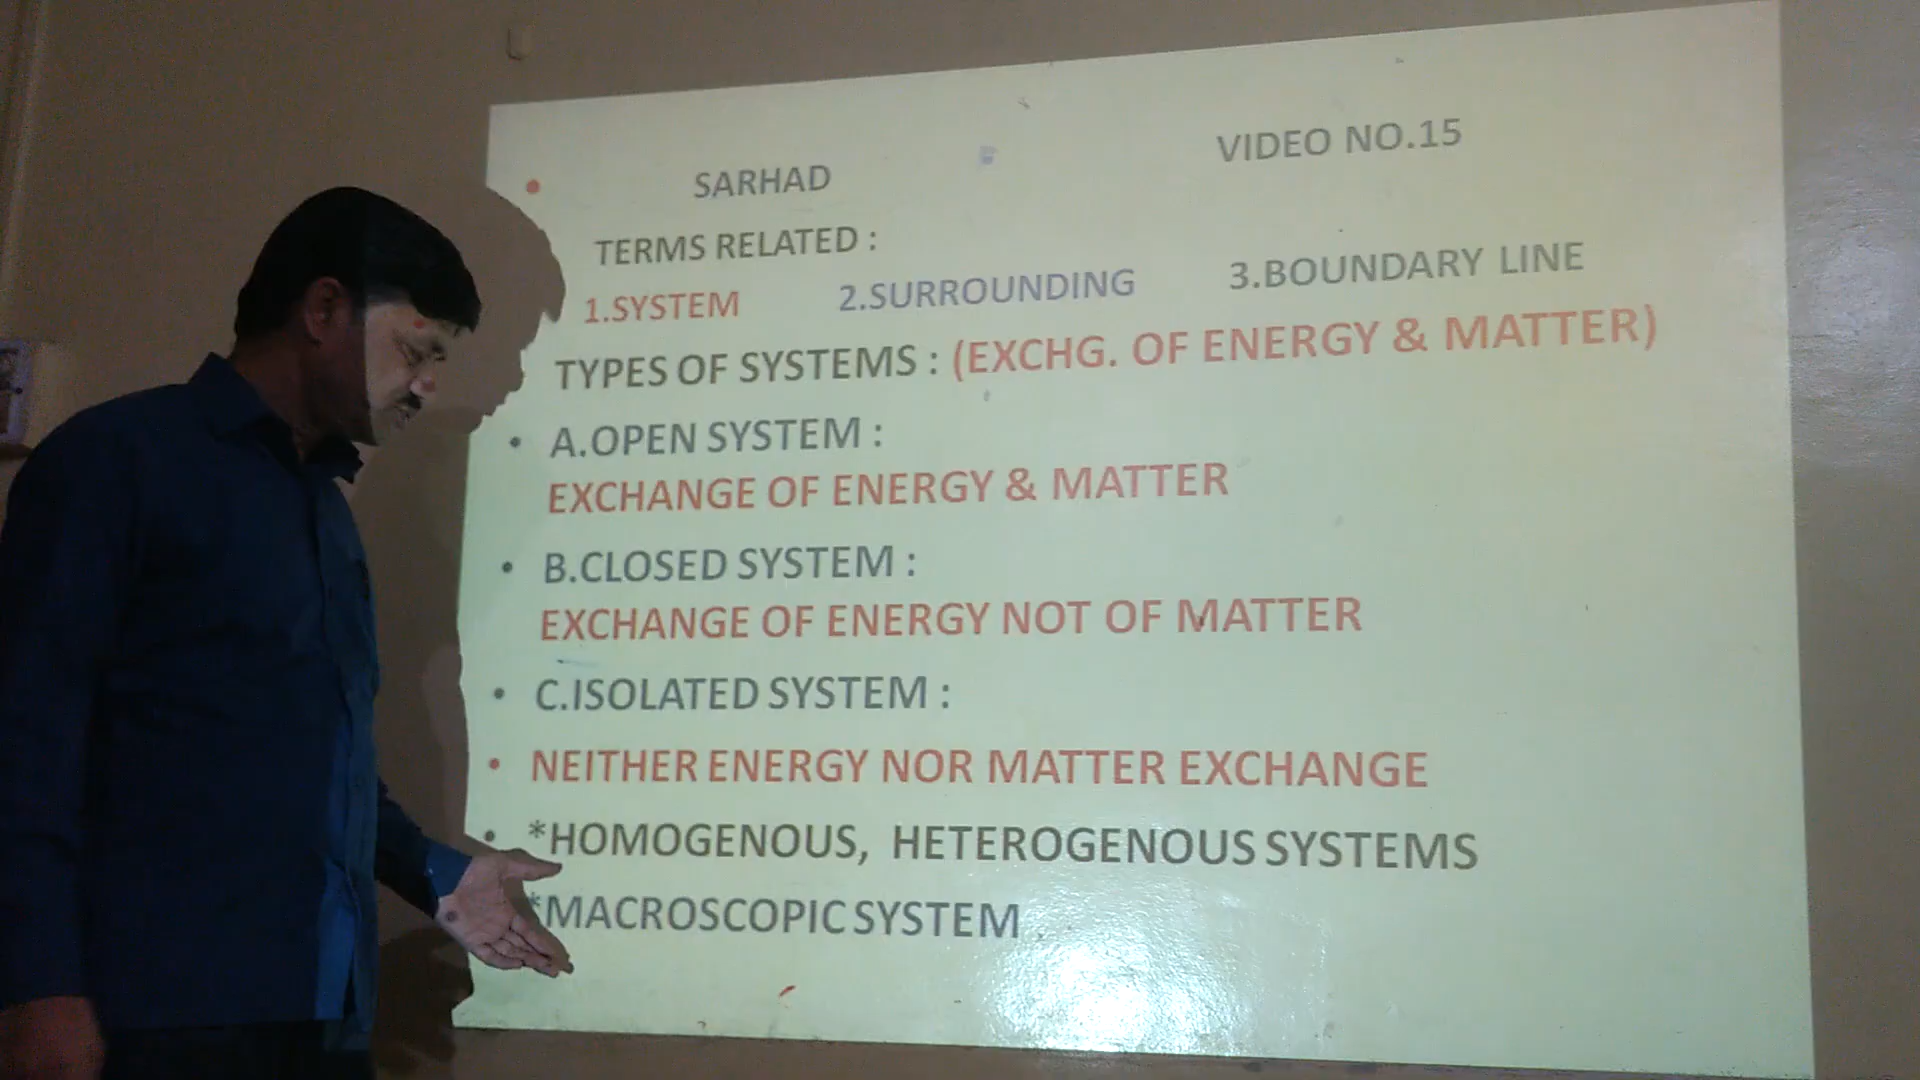 SARHAD VIDEO NO.15
TERMS RELATED :
1.SYSTEM 2.SURROUNDING 3.BOUNDARY LINE
TYPES OF SYSTEMS : (EXCHG. OF ENERGY & MATTER)
• A.OPEN SYSTEM :
EXCHANGE OF ENERGY & MATTER
• B.CLOSED SYSTEM :
EXCHANGE OF ENERGY NOT OF MATTER
• C.ISOLATED SYSTEM :
• NEITHER ENERGY NOR MATTER EXCHANGE
• *HOMOGENOUS, HETEROGENOUS SYSTEMS
*MACROSCOPIC SYSTEM